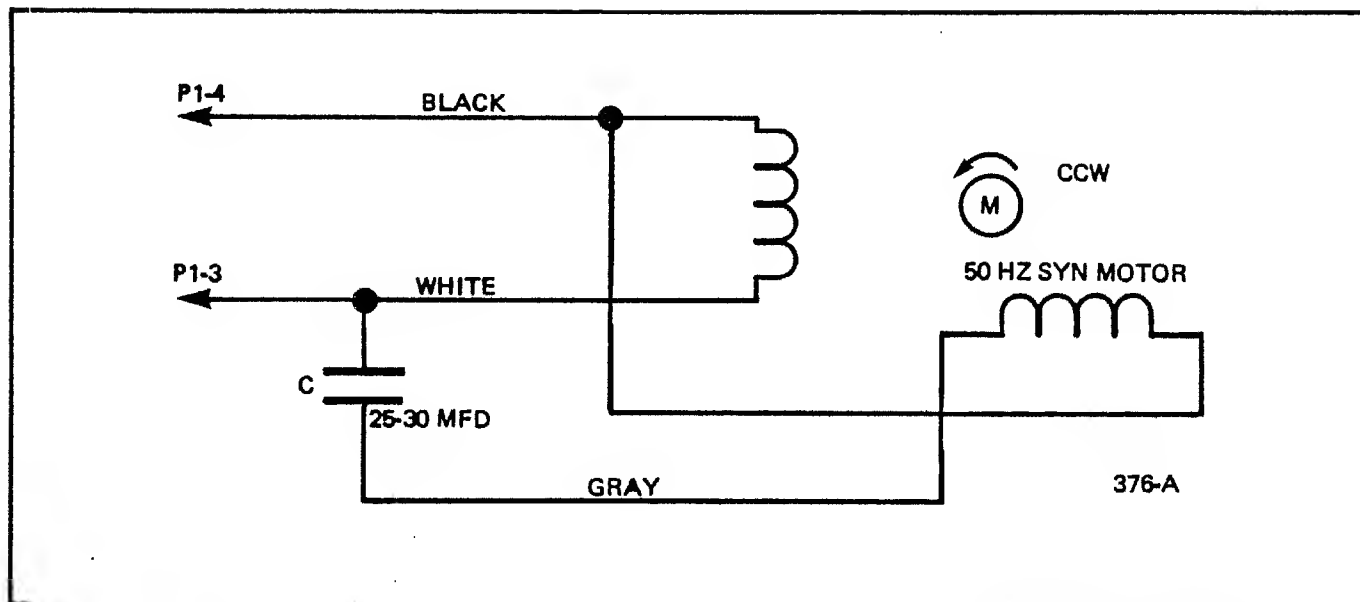 P1-4
BLACK
CCW
M
P1-3
WHITE
50 HZ SYN MOTOR
C
25-30 MFD
GRAY
376-A